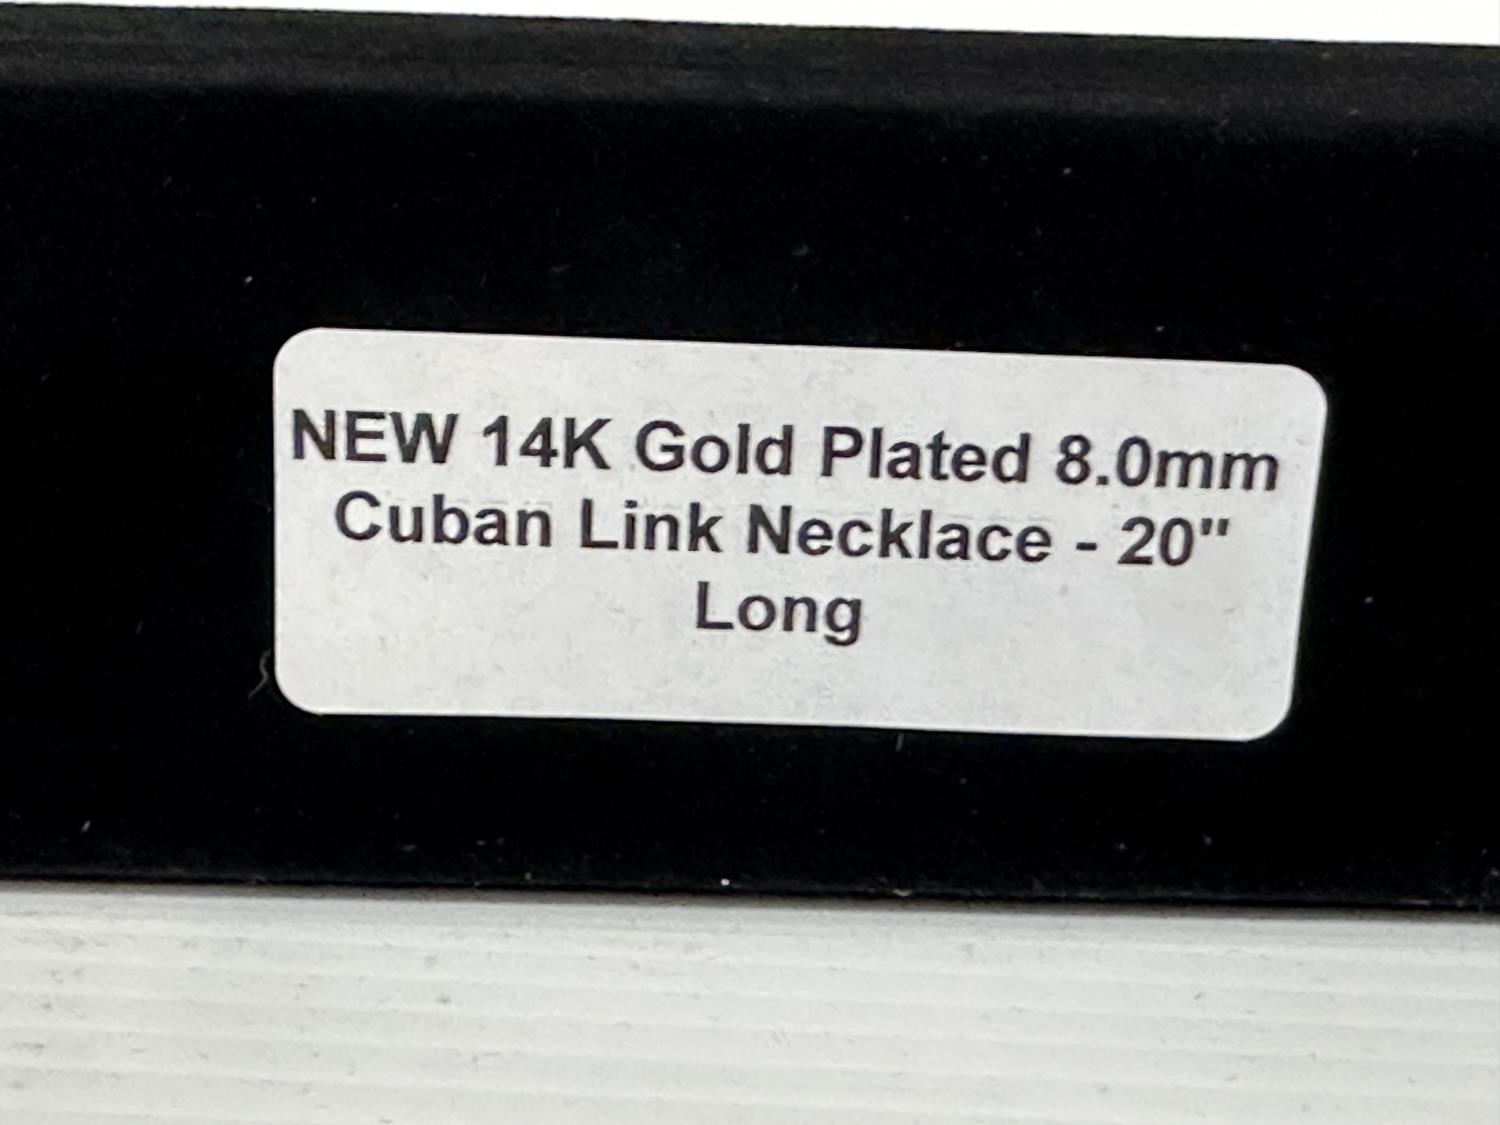 NEW 14K Gold Plated 8.0mm
Cuban Link Necklace - 20"
Long